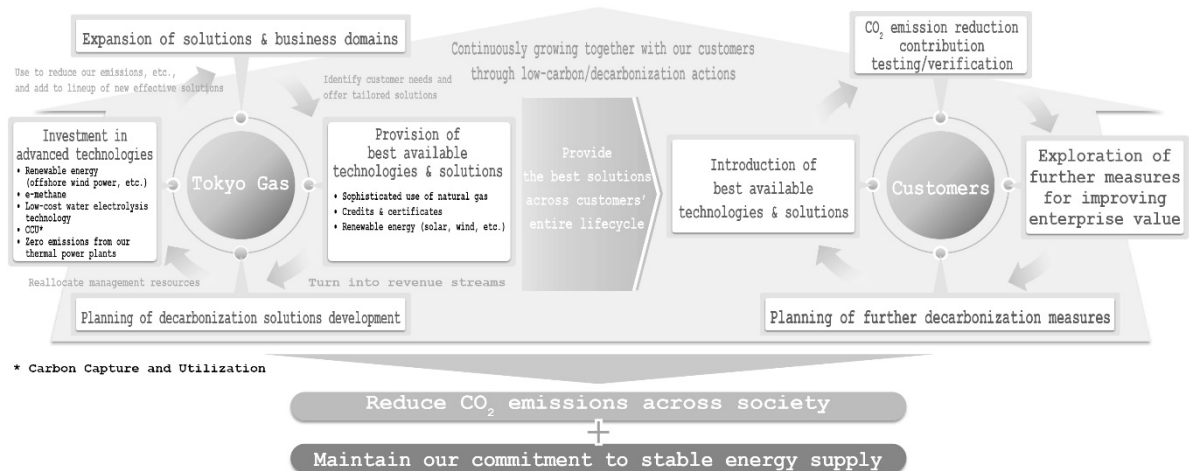 Expansion of solutions & business domains
Continuously growing together with our customers
through low-carbon/decarbonization actions
CO₂ emission reduction
contribution
testing/verification
Use to reduce our emissions, etc.,
and add to lineup of new effective solutions
Identify customer needs and
offer tailored solutions
Investment in
advanced technologies
• Renewable energy
(offshore wind power, etc.)
• e-methane
• Low-cost water electrolysis
technology
• CCU*
• Zero emissions from our
thermal power plants
Tokyo Gas
Provision of
best available
technologies & solutions
• Sophisticated use of natural gas
• Credits & certificates
• Renewable energy (solar, wind, etc.)
Provide
the best solutions
across customers'
entire lifecycle
Introduction of
best available
technologies & solutions
Customers
Exploration of
further measures
for improving
enterprise value
Reallocate management resources
Turn into revenue streams
Planning of decarbonization solutions development
Planning of further decarbonization measures
* Carbon Capture and Utilization
Reduce CO₂ emissions across society
+
Maintain our commitment to stable energy supply